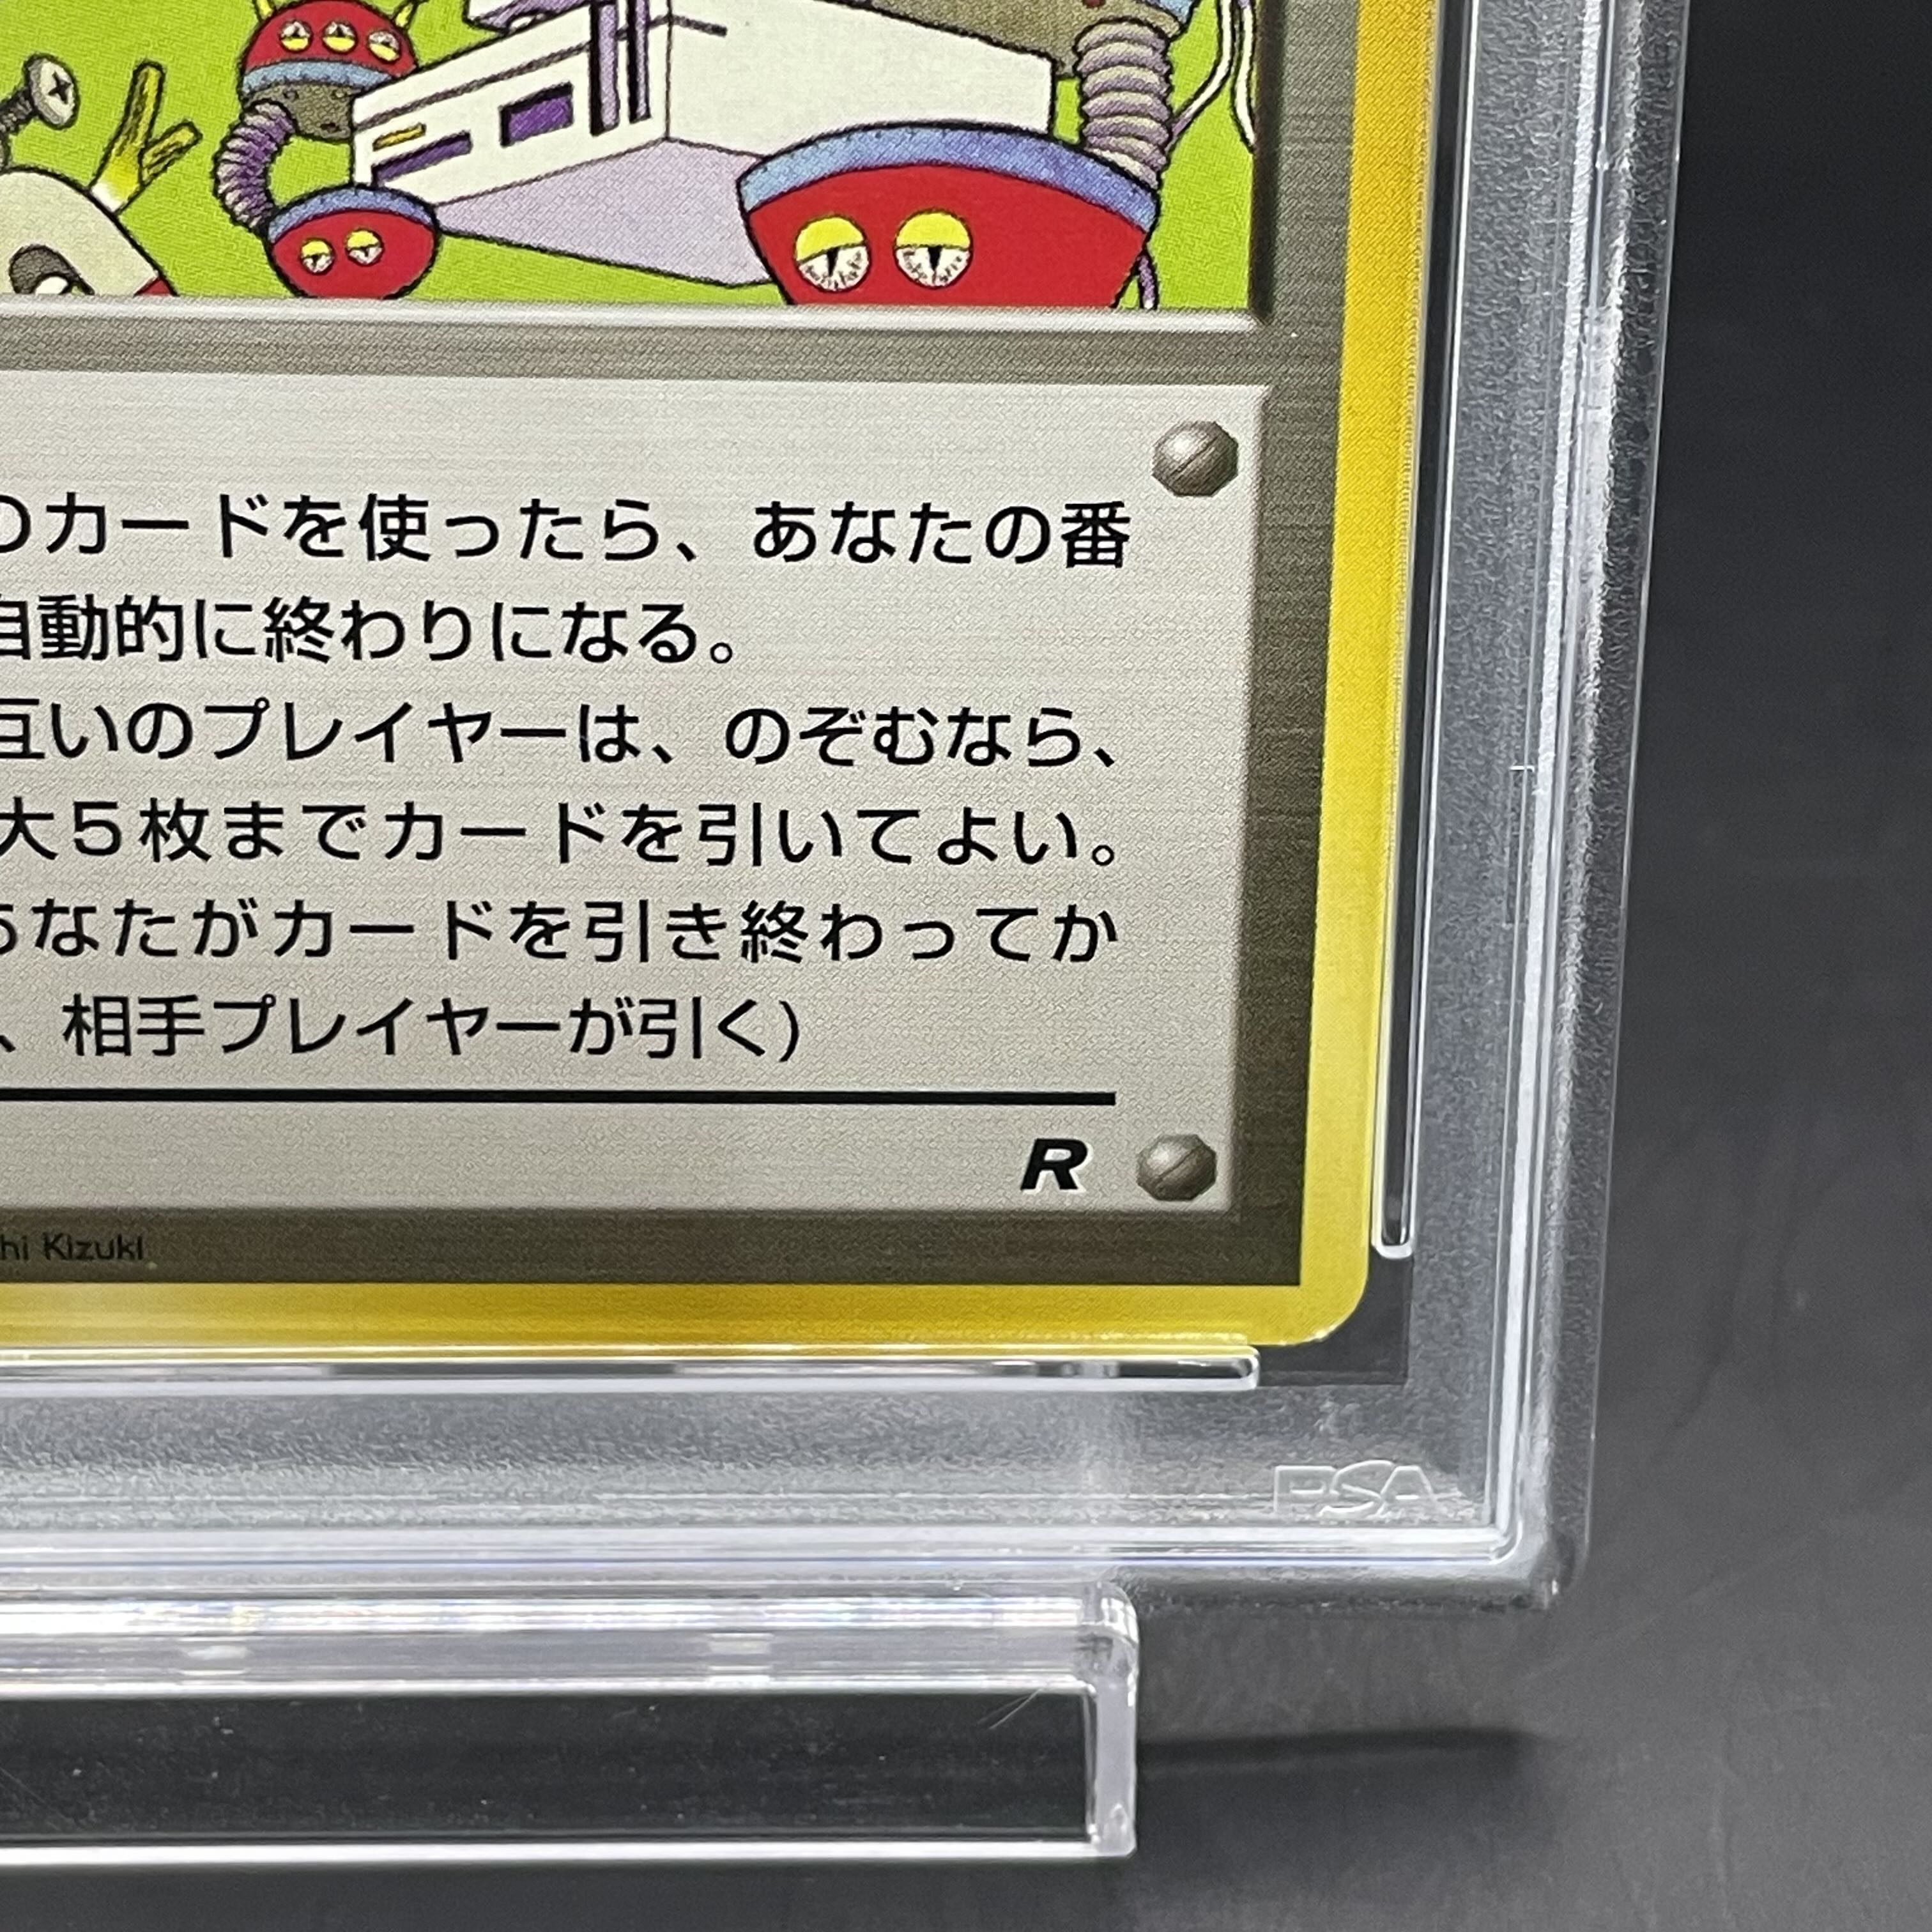 カードを使ったら、あなたの番
自動的に終わりになる。
互いのプレイヤーは、のぞむなら、
大5枚までカードを引いてよい。
あなたがカードを引き終わってか
、相手プレイヤーが引く)
R
hi Kizuki
PSA